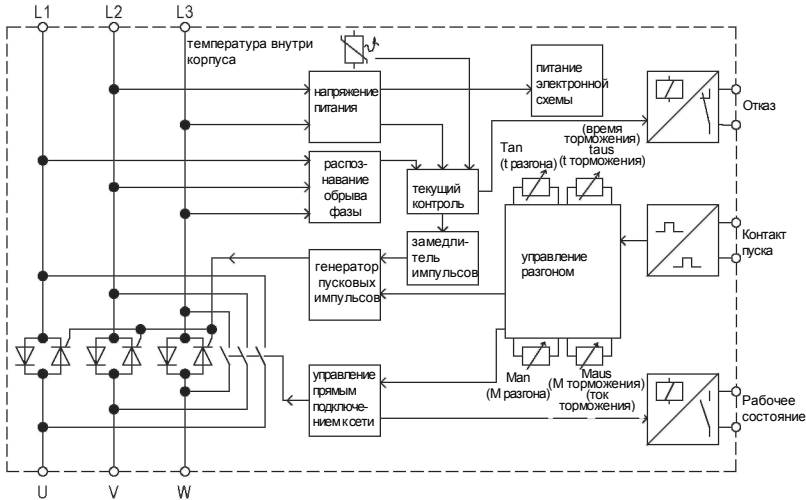 L1
L2
L3
температура внутри
корпуса
напряжение
питания
питание
электронной
схемы
Отказ
(время
торможения)
Tan
(t разгона)
taus
(t торможения)
распоз-
навание
обрыва
фазы
текущий
контроль
замедли-
тель
импульсов
генератор
пусковых
импульсов
управление
разгоном
Контакт
пуска
управление
прямым
подключе-
нием к сети
Man
(М разгона)
Maus
(М торможения)
(ток
торможения)
Рабочее
состояние
U
V
W